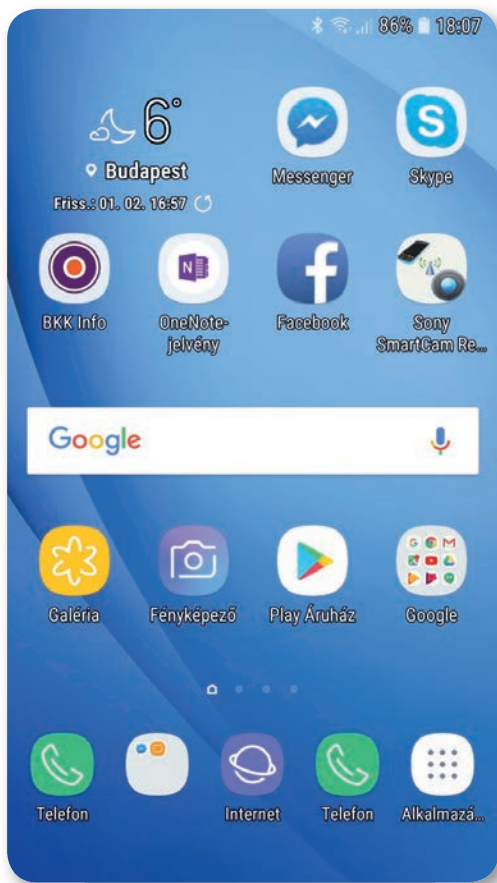 86% 18:07
6°
Budapest
Friss.: 01. 02. 16:57
Messenger
Skype
BKK Info
OneNote-
jelvény
Facebook
Sony
SmartCam Re...
Google
Galéria
Fényképező
Play Áruház
Google
Telefon
Internet
Telefon
Alkalmazá...